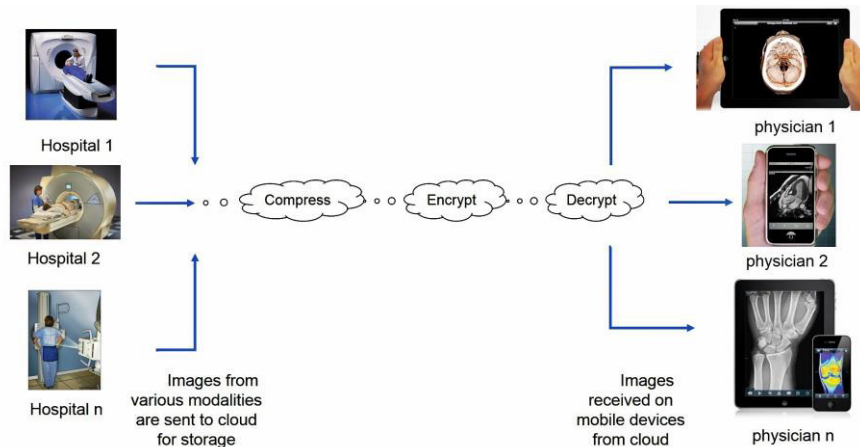 Hospital 1
Hospital 2
Hospital n
Images from
various modalities
are sent to cloud
for storage
Compress
Encrypt
Decrypt
Images
received on
mobile devices
from cloud
physician 1
physician 2
physician n